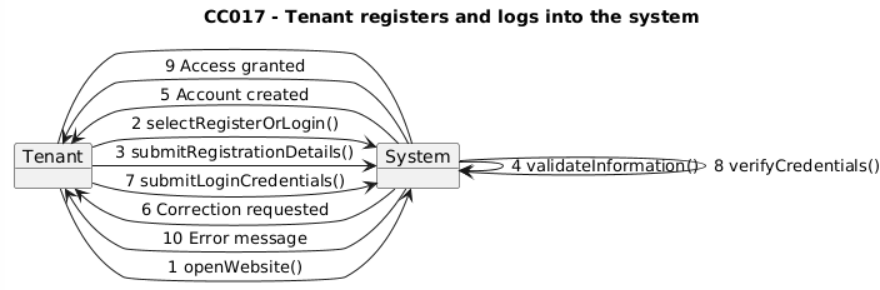 CC017 - Tenant registers and logs into the system
9 Access granted
5 Account created
2 selectRegisterOrLogin()
Tenant
3 submitRegistrationDetails()
System
4 validateInformation()
8 verifyCredentials()
7 submitLoginCredentials()
6 Correction requested
10 Error message
1 openWebsite()